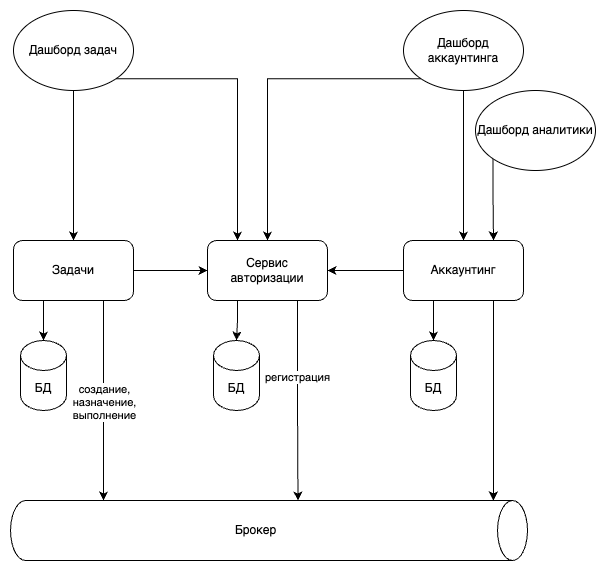 Дашборд задач
Дашборд
аккаунтинга
Дашборд аналитики
Задачи
Сервис
авторизации
Аккаунтинг
БД
БД
БД
создание,
назначение,
выполнение
регистрация
Брокер